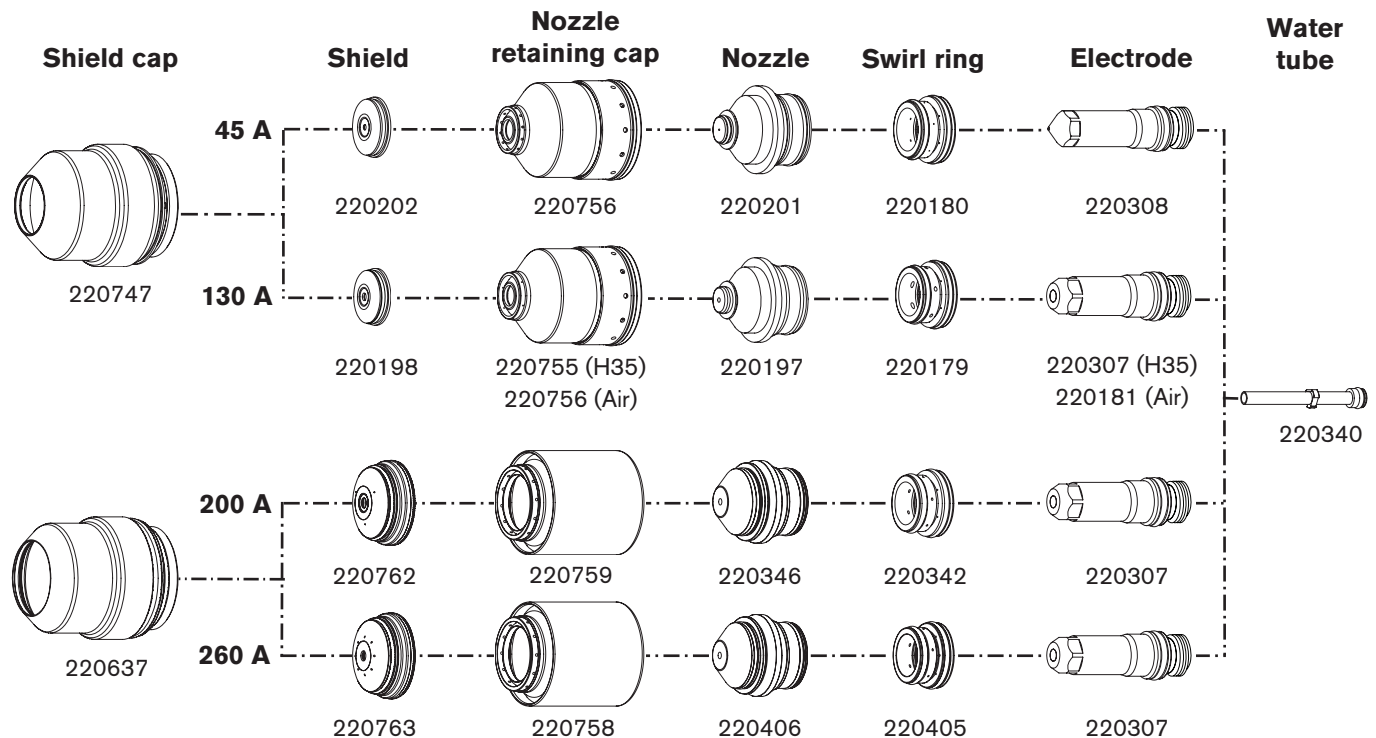 Shield cap
Shield
Nozzle
retaining cap
Nozzle
Swirl ring
Electrode
Water
tube
45 A
220202
220756
220201
220180
220308
220747
130 A
220198
220755 (H35)
220756 (Air)
220197
220179
220307 (H35)
220181 (Air)
220340
200 A
220762
220759
220346
220342
220307
220637
260 A
220763
220758
220406
220405
220307